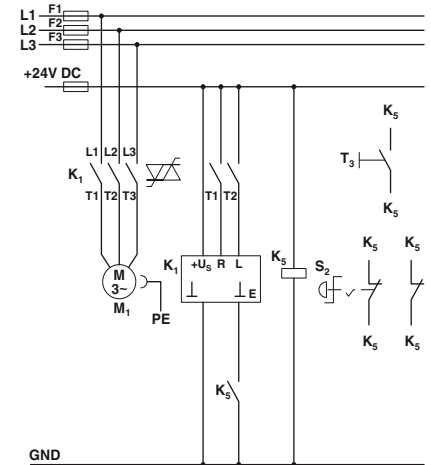 L1 F1
L2 F2
L3 F3
+24V DC
K5
L1 L2 L3
T3
K1
T1 T2 T3 T1 T2
K5
K5 K5
K1 +US R L K5 S2
M
3~
E
M1
PE
K5 K5
K5
GND